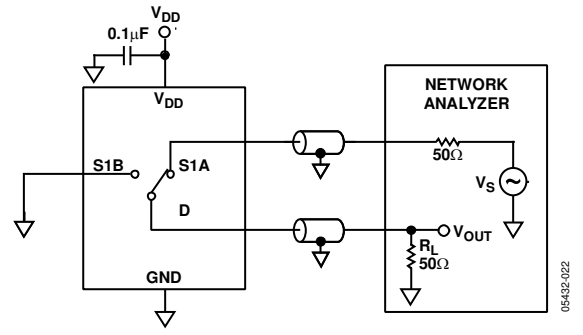 VDD
0.1µF
VDD
NETWORK
ANALYZER
S1B
S1A
50Ω
VS
D
VOUT
RL
50Ω
GND
05432-022